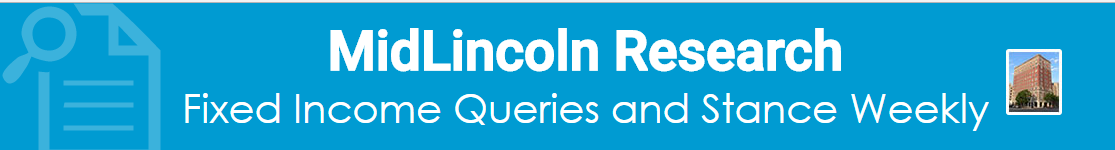 MidLincoln Research
Fixed Income Queries and Stance Weekly